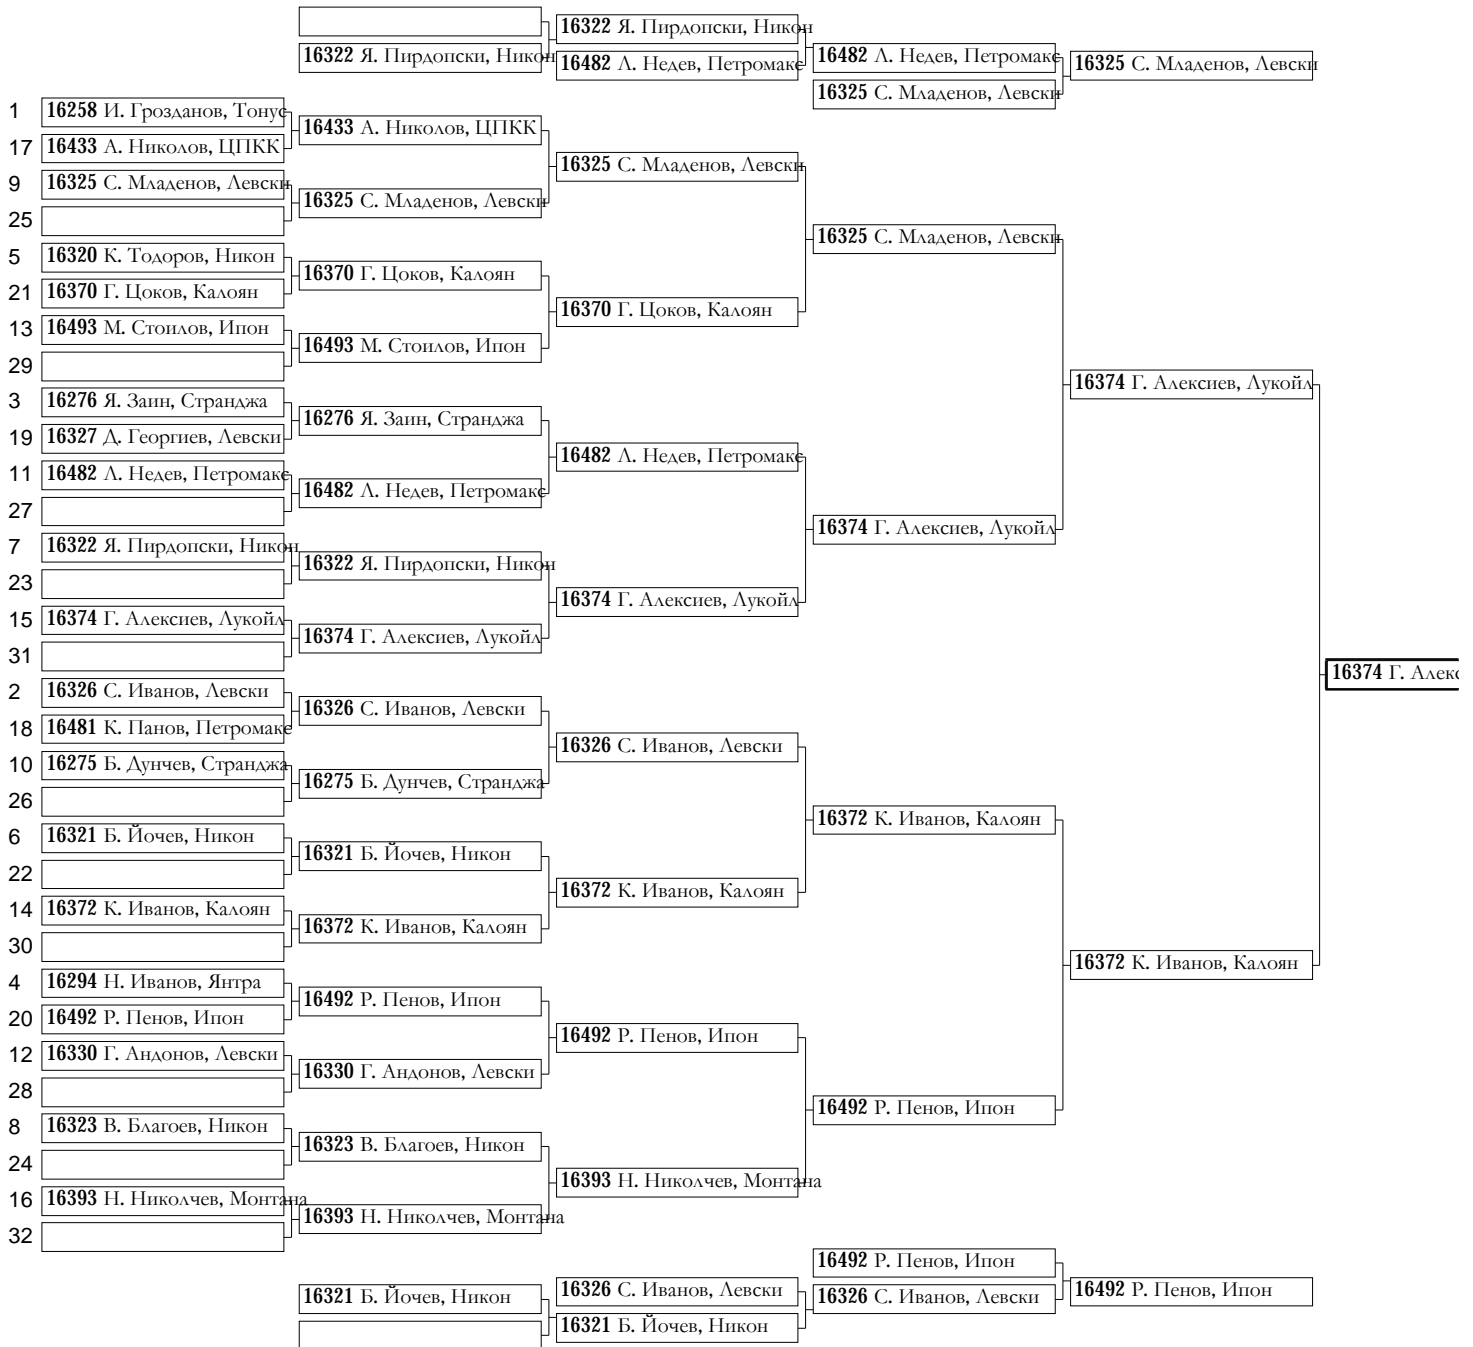 16322 Я. Пирдопски, Никон
16322 Я. Пирдопски, Никон
16482 Л. Недев, Петромакс
16482 Л. Недев, Петромакс
16325 С. Младенов, Левски
16325 С. Младенов, Левски
1 16258 И. Грозданов, Тонус
17 16433 А. Николов, ЦПКК
9 16325 С. Младенов, Левски
25
5 16320 К. Тодоров, Никон
21 16370 Г. Цоков, Калоян
13 16493 М. Стоилов, Ипон
29
3 16276 Я. Заин, Странджа
19 16327 Д. Георгиев, Левски
11 16482 Л. Недев, Петромакс
27
7 16322 Я. Пирдопски, Никон
23
15 16374 Г. Алексиев, Лукойл
31
2 16326 С. Иванов, Левски
18 16481 К. Панов, Петромакс
10 16275 Б. Дунчев, Странджа
26
6 16321 Б. Йочев, Никон
22
14 16372 К. Иванов, Калоян
30
4 16294 Н. Иванов, Янтра
20 16492 Р. Пенов, Ипон
12 16330 Г. Андонов, Левски
28
8 16323 В. Благоев, Никон
24
16 16393 Н. Николчев, Монтана
32
16433 А. Николов, ЦПКК
16325 С. Младенов, Левски
16370 Г. Цоков, Калоян
16493 М. Стоилов, Ипон
16276 Я. Заин, Странджа
16482 Л. Недев, Петромакс
16322 Я. Пирдопски, Никон
16374 Г. Алексиев, Лукойл
16326 С. Иванов, Левски
16275 Б. Дунчев, Странджа
16321 Б. Йочев, Никон
16372 К. Иванов, Калоян
16492 Р. Пенов, Ипон
16330 Г. Андонов, Левски
16323 В. Благоев, Никон
16393 Н. Николчев, Монтана
16325 С. Младенов, Левски
16370 Г. Цоков, Калоян
16482 Л. Недев, Петромакс
16374 Г. Алексиев, Лукойл
16326 С. Иванов, Левски
16372 К. Иванов, Калоян
16492 Р. Пенов, Ипон
16393 Н. Николчев, Монтана
16325 С. Младенов, Левски
16374 Г. Алексиев, Лукойл
16372 К. Иванов, Калоян
16492 Р. Пенов, Ипон
16374 Г. Алексиев, Лукойл
16372 К. Иванов, Калоян
16374 Г. Алекс
16321 Б. Йочев, Никон
16326 С. Иванов, Левски
16321 Б. Йочев, Никон
16492 Р. Пенов, Ипон
16326 С. Иванов, Левски
16492 Р. Пенов, Ипон